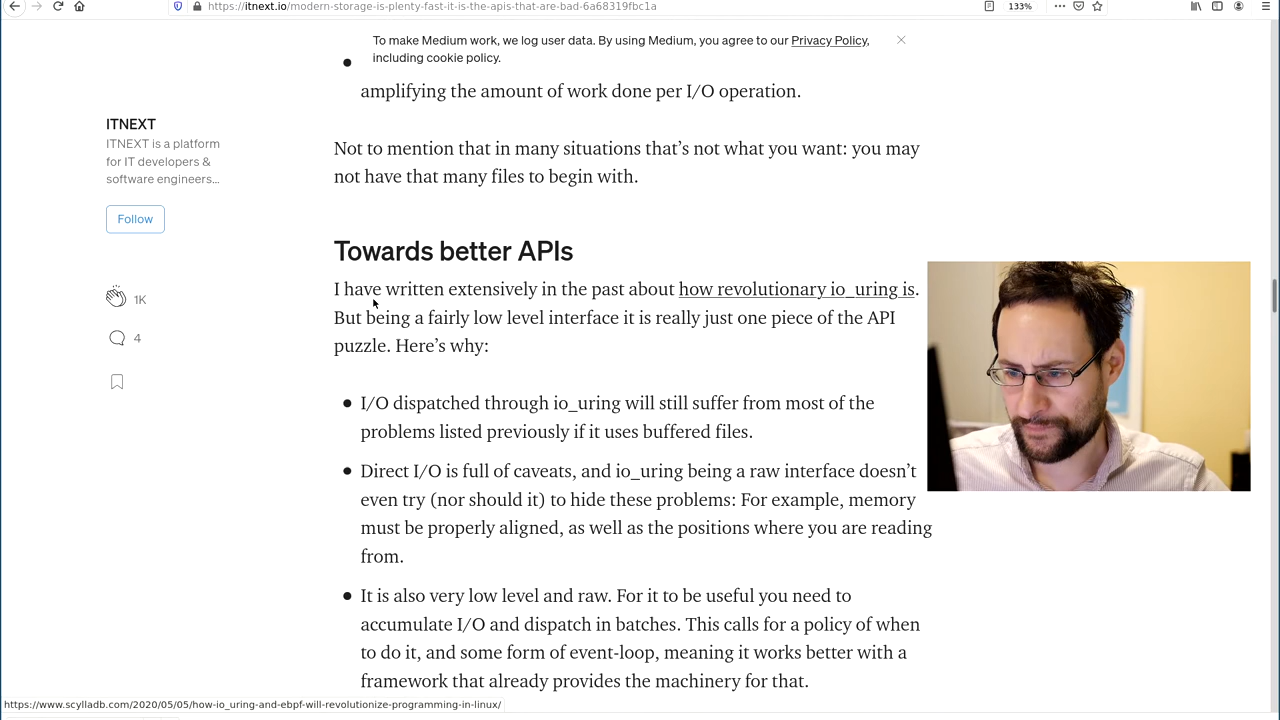 https://itnext.io/modern-storage-is-plenty-fast-it-is-the-apis-that-are-bad-6a68319fbc1a
133%
To make Medium work, we log user data. By using Medium, you agree to our Privacy Policy,
including cookie policy.
amplifying the amount of work done per I/O operation.
ITNEXT
ITNEXT is a platform
for IT developers &
software engineers...
Follow
1K
4
Not to mention that in many situations that’s not what you want: you may
not have that many files to begin with.
Towards better APIs
I have written extensively in the past about how revolutionary io_uring is.
But being a fairly low level interface it is really just one piece of the API
puzzle. Here’s why:
I/O dispatched through io_uring will still suffer from most of the
problems listed previously if it uses buffered files.
Direct I/O is full of caveats, and io_uring being a raw interface doesn’t
even try (nor should it) to hide these problems: For example, memory
must be properly aligned, as well as the positions where you are reading
from.
It is also very low level and raw. For it to be useful you need to
accumulate I/O and dispatch in batches. This calls for a policy of when
to do it, and some form of event-loop, meaning it works better with a
framework that already provides the machinery for that.
https://www.scylladb.com/2020/05/05/how-io_uring-and-ebpf-will-revolutionize-programming-in-linux/